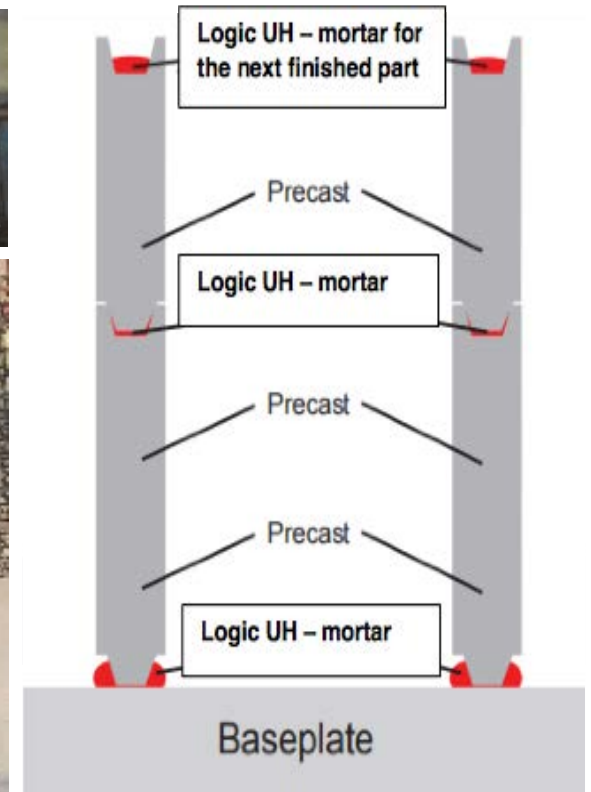 Logic UH – mortar for
the next finished part
Precast
Logic UH – mortar
Precast
Precast
Logic UH – mortar
Baseplate